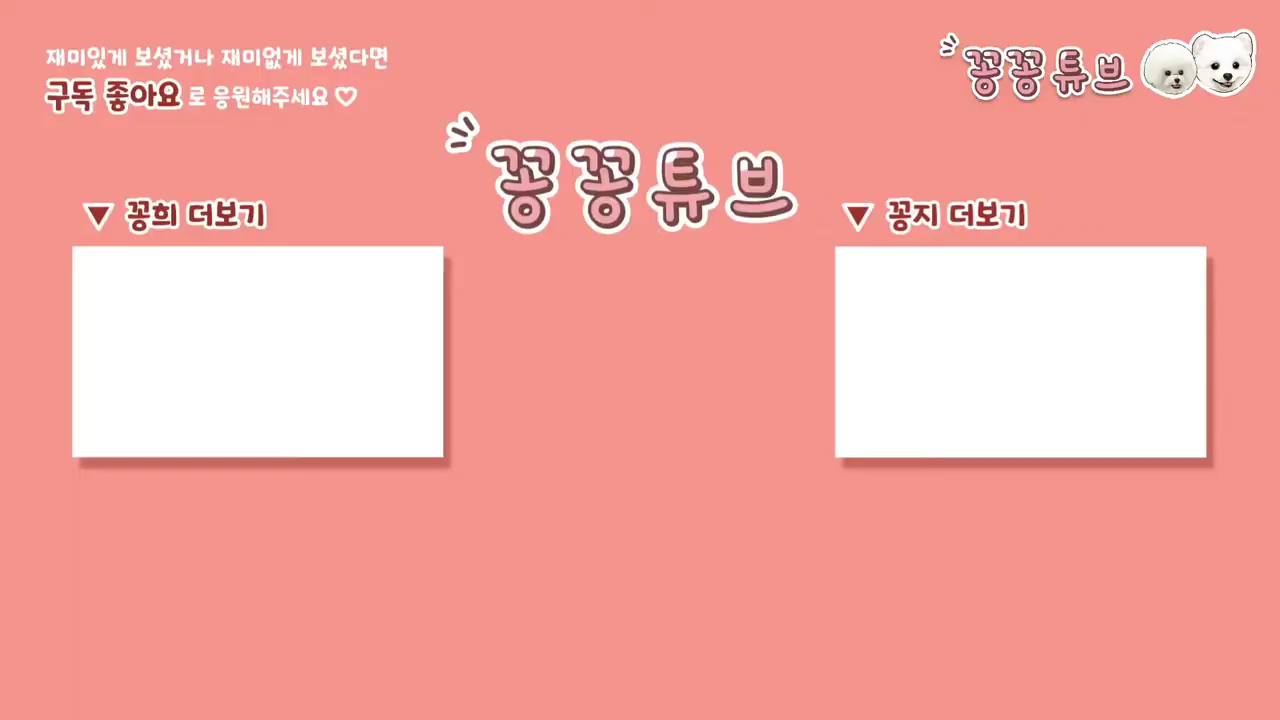 재미있게 보셨거나 재미없게 보셨다면
구독 좋아요 로 응원해주세요 ♡
꽁꽁튜브
꽁꽁튜브
▼ 꽁희 더보기
▼ 꽁지 더보기